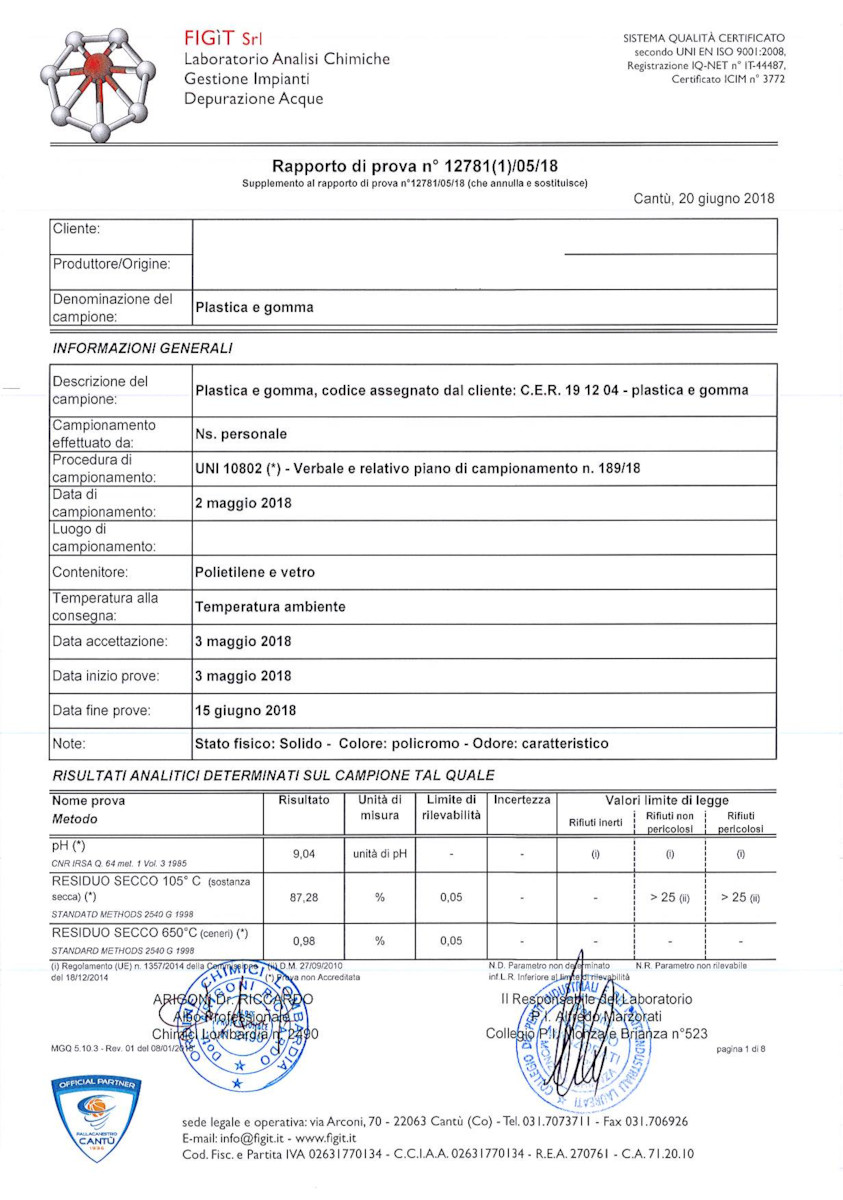 FIGìT Srl
Laboratorio Analisi Chimiche
Gestione Impianti
Depurazione Acque
SISTEMA QUALITÀ CERTIFICATO
secondo UNI EN ISO 9001:2008,
Registrazione IQ-NET n° IT-44487,
Certificato ICIM n° 3772
Rapporto di prova n° 12781(1)/05/18
Supplemento al rapporto di prova n°12781/05/18 (che annulla e sostituisce)
Cantù, 20 giugno 2018
Cliente:
Produttore/Origine:
Denominazione del campione: Plastica e gomma
INFORMAZIONI GENERALI
Descrizione del campione: Plastica e gomma, codice assegnato dal cliente: C.E.R. 19 12 04 - plastica e gomma
Campionamento effettuato da: Ns. personale
Procedura di campionamento: UNI 10802 (*) - Verbale e relativo piano di campionamento n. 189/18
Data di campionamento: 2 maggio 2018
Luogo di campionamento:
Contenitore: Polietilene e vetro
Temperatura alla consegna: Temperatura ambiente
Data accettazione: 3 maggio 2018
Data inizio prove: 3 maggio 2018
Data fine prove: 15 giugno 2018
Note: Stato fisico: Solido - Colore: policromo - Odore: caratteristico
RISULTATI ANALITICI DETERMINATI SUL CAMPIONE TAL QUALE
Nome prova Metodo Risultato Unità di misura Limite di rilevabilità Incertezza Valori limite di legge
Rifiuti inerti Rifiuti non pericolosi Rifiuti pericolosi
pH (*) 9,04 unità di pH - - (i) (i) (i)
CNR IRSA Q. 64 met. 1 Vol. 3 1985
RESIDUO SECCO 105° C (sostanza secca) (*) 87,28 % 0,05 - - > 25 (ii) > 25 (ii)
STANDATD METHODS 2540 G 1998
RESIDUO SECCO 650°C (ceneri) (*) 0,98 % 0,05 - - - -
STANDARD METHODS 2540 G 1998
(i) Regolamento (UE) n. 1357/2014 della Commissione (ii) D.M. 27/09/2010 N.D. Parametro non determinato N.R. Parametro non rilevabile
del 18/12/2014 (*) Prova non Accreditata inf.L.R. Inferiore al limite di rilevabilità
ARIGONI Dr. RICCARDO
Albo Professionale
Chimici Lombardia n° 2490
Il Responsabile del Laboratorio
P.I. Alfredo Marzorati
Collegio P.I. Monza e Brianza n°523
MGQ 5.10.3 - Rev. 01 del 08/01/2018
pagina 1 di 8
OFFICIAL PARTNER
PALLACANESTRO
CANTÙ
1936
sede legale e operativa: via Arconi, 70 - 22063 Cantù (Co) - Tel. 031.7073711 - Fax 031.706926
E-mail: info@figit.it - www.figit.it
Cod. Fisc. e Partita IVA 02631770134 - C.C.I.A.A. 02631770134 - R.E.A. 270761 - C.A. 71.20.10